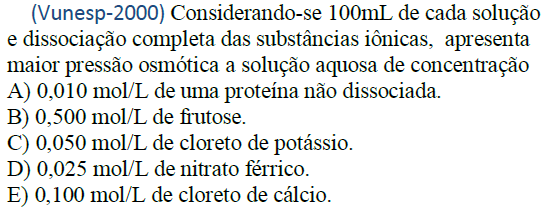 (Vunesp-2000) Considerando-se 100mL de cada solução
e dissociação completa das substâncias iônicas, apresenta
maior pressão osmótica a solução aquosa de concentração
A) 0,010 mol/L de uma proteína não dissociada.
B) 0,500 mol/L de frutose.
C) 0,050 mol/L de cloreto de potássio.
D) 0,025 mol/L de nitrato férrico.
E) 0,100 mol/L de cloreto de cálcio.